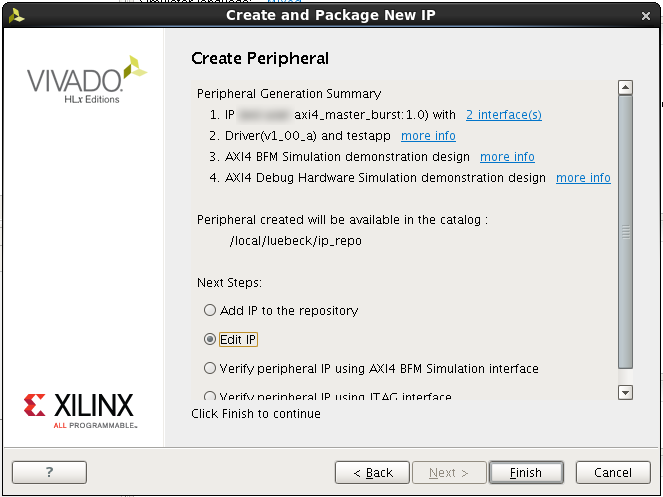 Create and Package New IP
VIVADO.
HLx Editions
Create Peripheral
Peripheral Generation Summary
1. IP axi4_master_burst:1.0) with 2 interface(s)
2. Driver(v1_00_a) and testapp more info
3. AXI4 BFM Simulation demonstration design more info
4. AXI4 Debug Hardware Simulation demonstration design more info
Peripheral created will be available in the catalog :
/local/luebeck/ip_repo
Next Steps:
Add IP to the repository
Edit IP
Verify peripheral IP using AXI4 BFM Simulation interface
Verify peripheral IP using JTAG interface
Click Finish to continue
XILINX
ALL PROGRAMMABLE™
?
< Back
Next >
Finish
Cancel